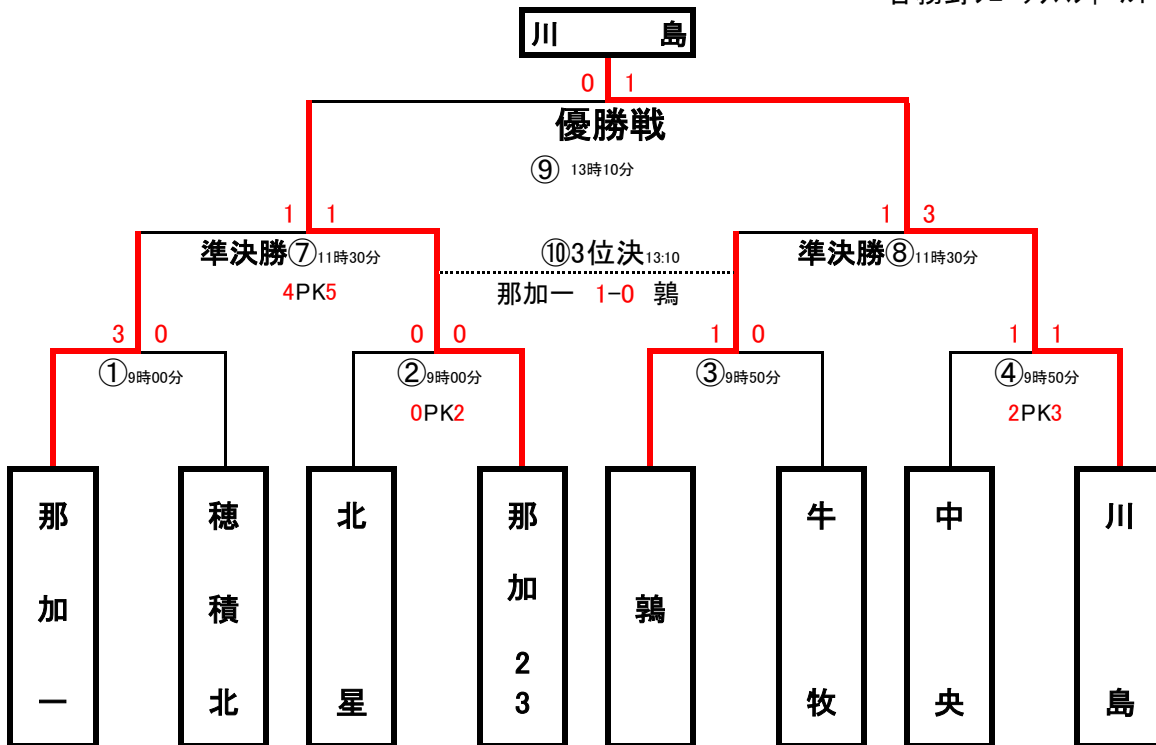 川 島
0 1
優勝戦
⑨ 13時10分
1 1
1 3
準決勝⑦11時30分
⑩3位決13:10
準決勝⑧11時30分
4PK5
那加一 1-0 鶉
3 0
0 0
1 0
1 1
①9時00分
②9時00分
③9時50分
④9時50分
0PK2
2PK3
那加一
穂積北
北星
那加23
鶉
牛牧
中央
川島